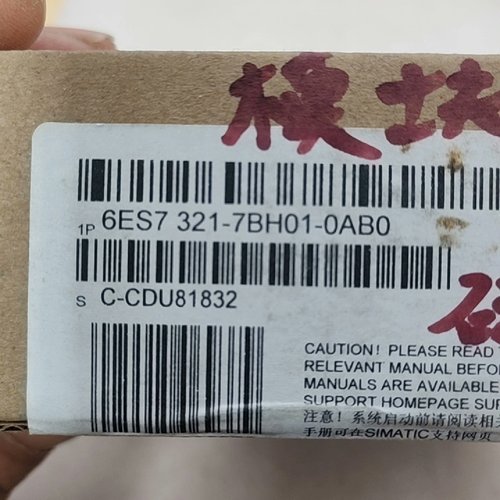 模块
1P 6ES7 321-7BH01-0AB0
S C-CDU81832
CAUTION! PLEASE READ
RELEVANT MANUAL BEFO
MANUALS ARE AVAILABLE
SUPPORT HOMEPAGE SUP
注意！系统启动前请阅读相
手册可在SIMATIC支持网页